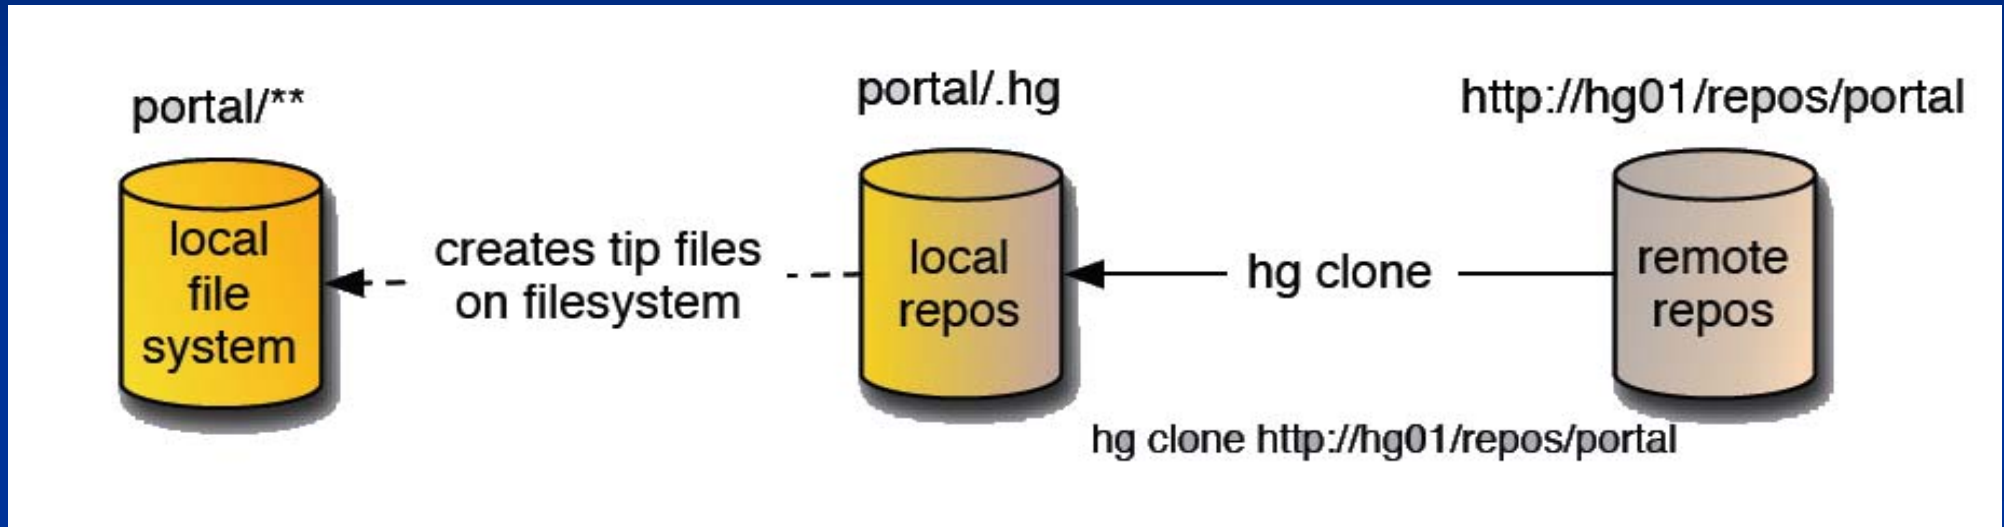 portal/**
portal/.hg
http://hg01/repos/portal
local
file
system
creates tip files
on filesystem
local
repos
hg clone
remote
repos
hg clone http://hg01/repos/portal